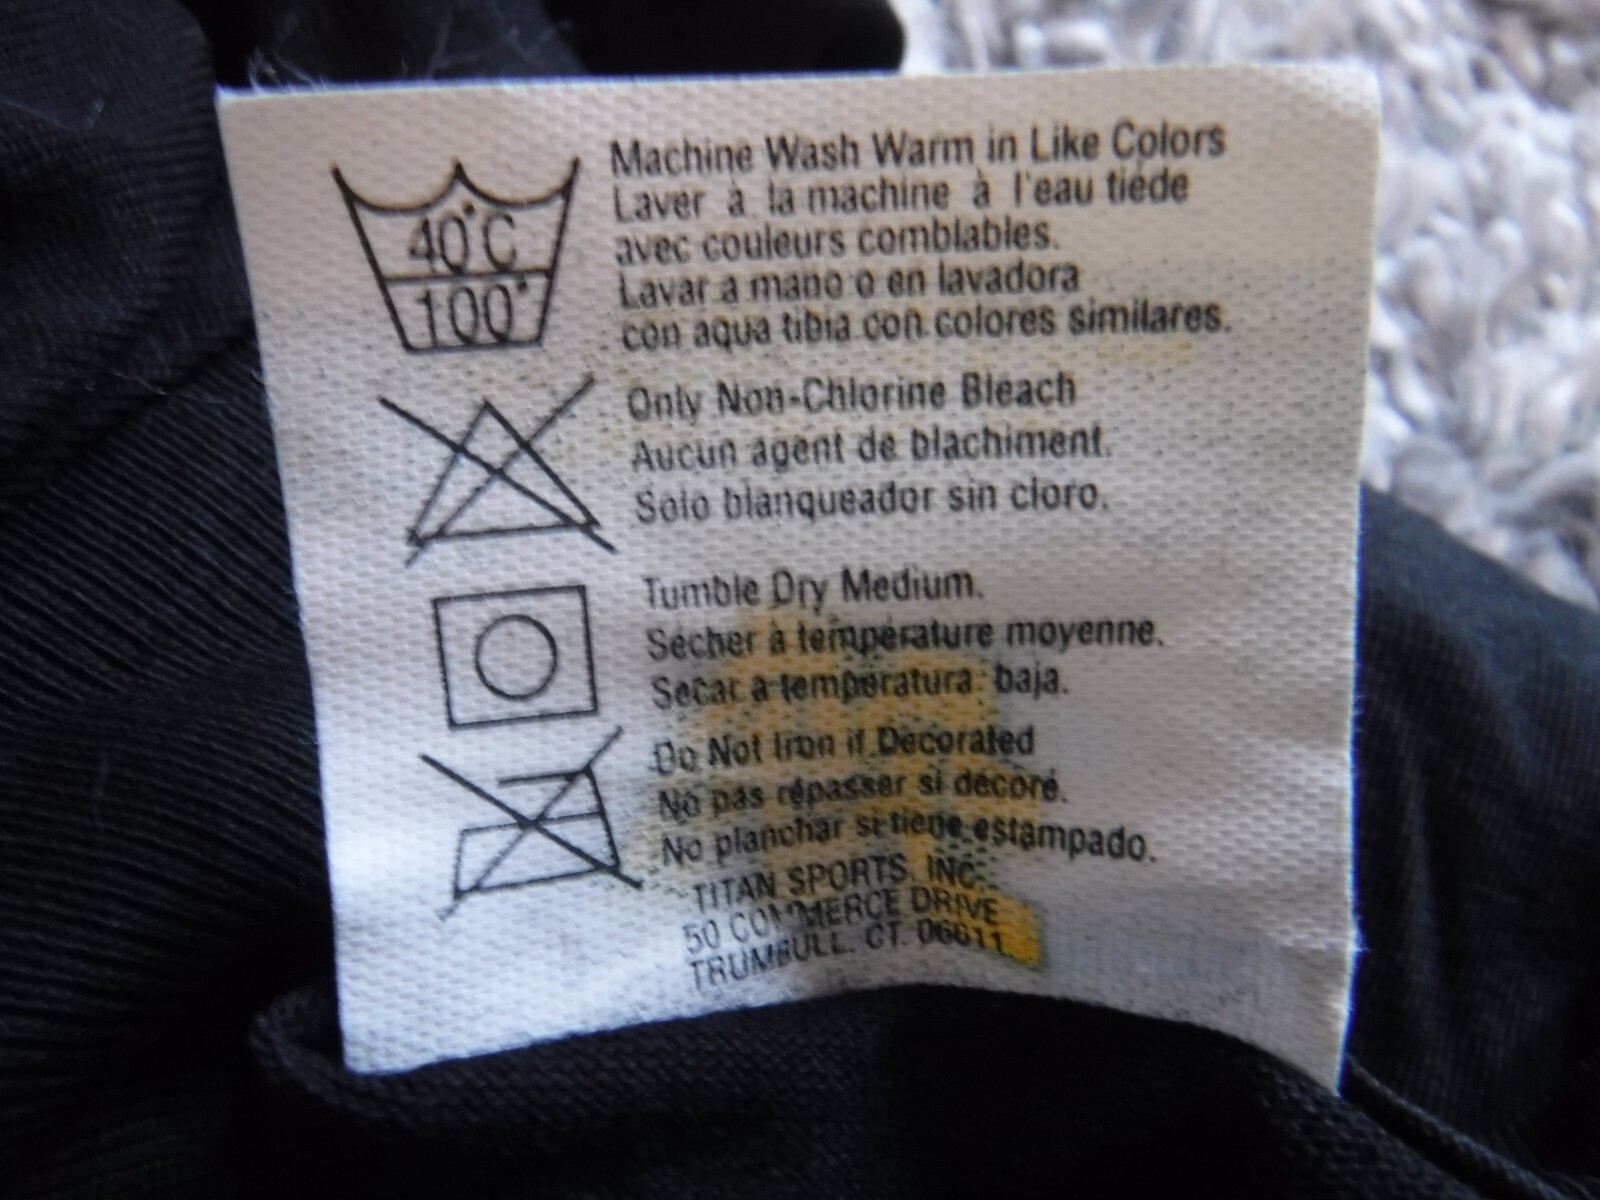 40°C
100°
Machine Wash Warm in Like Colors
Laver à la machine à l'eau tiéde
avec couleurs comblables.
Lavar a mano o en lavadora
con aqua tibia con colores similares.
Only Non-Chlorine Bleach
Aucun agent de blachiment.
Solo blanqueador sin cloro.
Tumble Dry Medium.
Sécher à température moyenne.
Secar a temperatura baja.
Do Not Iron if Decorated
No pás répasser si décoré.
No planchar si tiene estampado.
TITAN SPORTS, INC.
50 COMMERCE DRIVE
TRUMBULL. CT. 06611